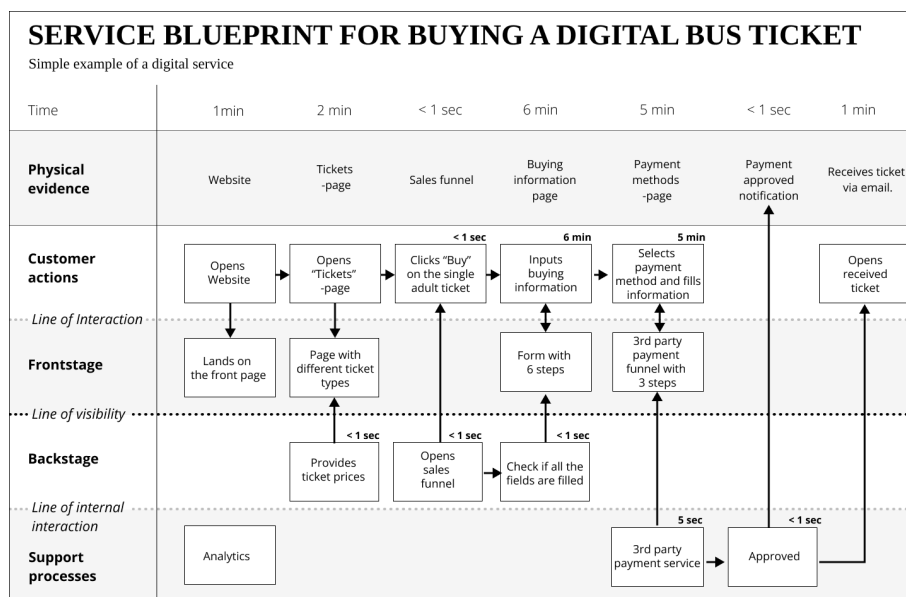 SERVICE BLUEPRINT FOR BUYING A DIGITAL BUS TICKET
Simple example of a digital service
Time
1min
2 min
< 1 sec
6 min
5 min
< 1 sec
1 min
Physical
evidence
Website
Tickets
-page
Sales funnel
Buying
information
page
Payment
methods
-page
Payment
approved
notification
Receives ticket
via email.
Customer
actions
Opens
Website
Opens
“Tickets”
-page
< 1 sec
Clicks “Buy”
on the single
adult ticket
6 min
Inputs
buying
information
5 min
Selects
payment
method and fills
information
Opens
received
ticket
Line of Interaction
Frontstage
Lands on
the front page
Page with
different ticket
types
Form with
6 steps
3rd party
payment
funnel with
3 steps
Line of visibility
Backstage
< 1 sec
Provides
ticket prices
< 1 sec
Opens
sales
funnel
< 1 sec
Check if all the
fields are filled
Line of internal
interaction
Support
processes
Analytics
5 sec
3rd party
payment service
< 1 sec
Approved